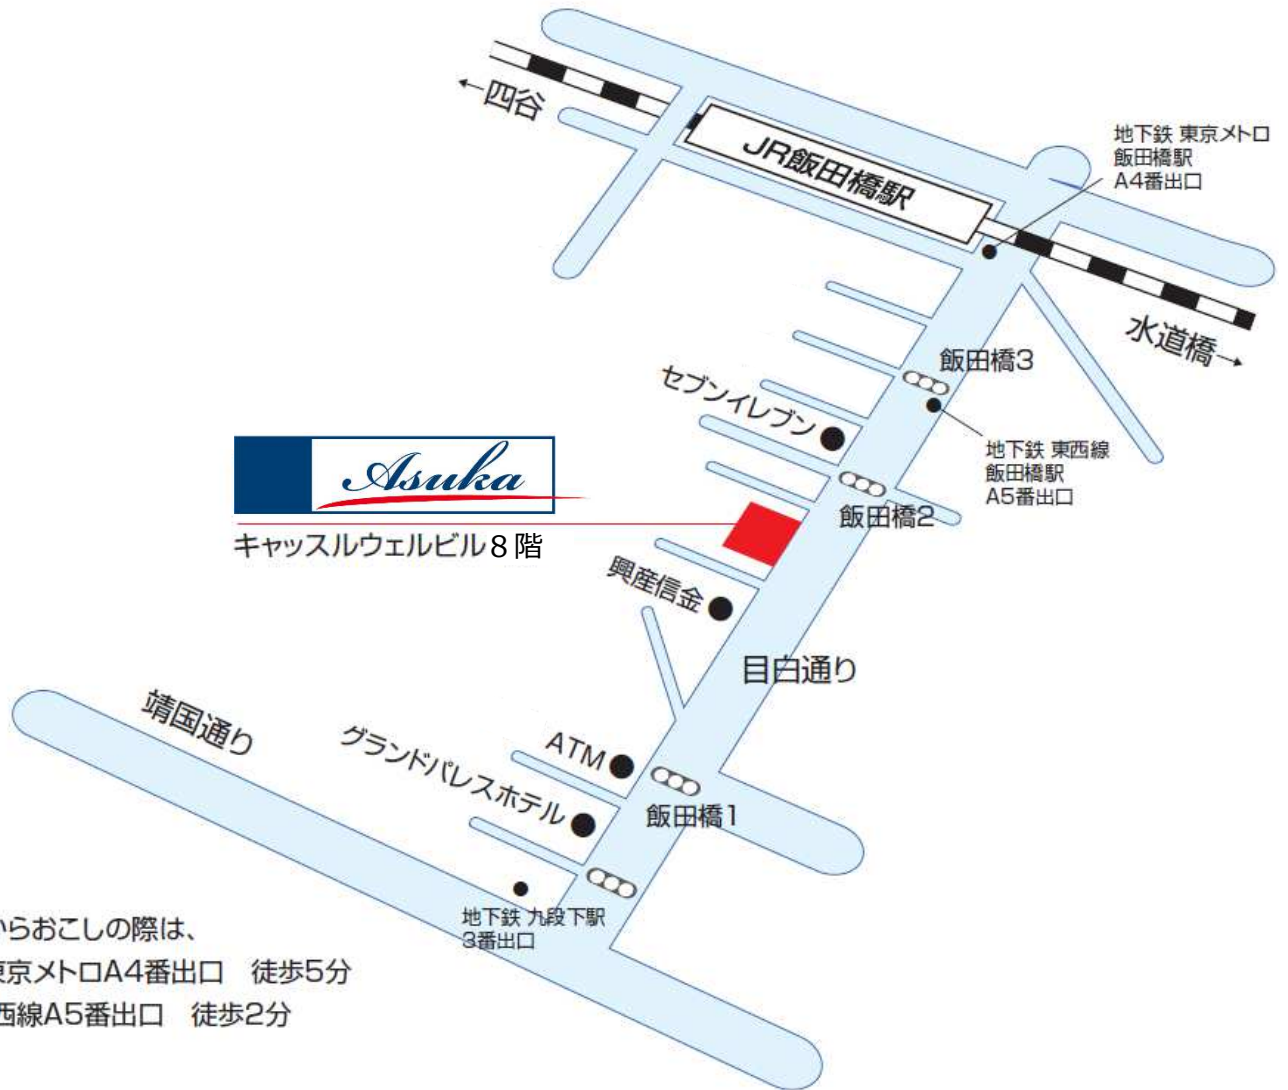 ←四谷
JR飯田橋駅
地下鉄 東京メトロ
飯田橋駅
A4番出口
水道橋→
飯田橋3
セブンイレブン
地下鉄 東西線
飯田橋駅
A5番出口
Asuka
キャッスルウェルビル8階
飯田橋2
興産信金
目白通り
靖国通り
グランドパレスホテル
ATM
飯田橋1
地下鉄 九段下駅
3番出口
からおこしの際は、
東京メトロA4番出口 徒歩5分
西線A5番出口 徒歩2分